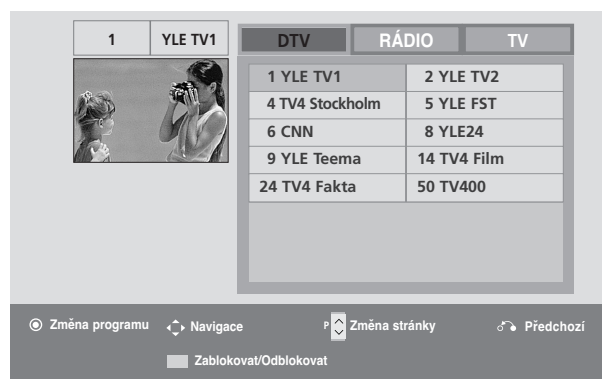 1 YLE TV1
DTV RÁDIO TV
1 YLE TV1 2 YLE TV2
4 TV4 Stockholm 5 YLE FST
6 CNN 8 YLE24
9 YLE Teema 14 TV4 Film
24 TV4 Fakta 50 TV400
Změna programu Navigace P Změna stránky Předchozí
Zablokovat/Odblokovat